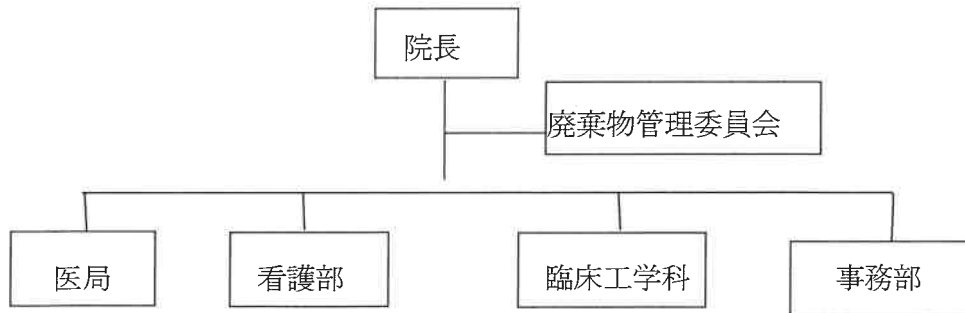 院長
廃棄物管理委員会
医局
看護部
臨床工学科
事務部